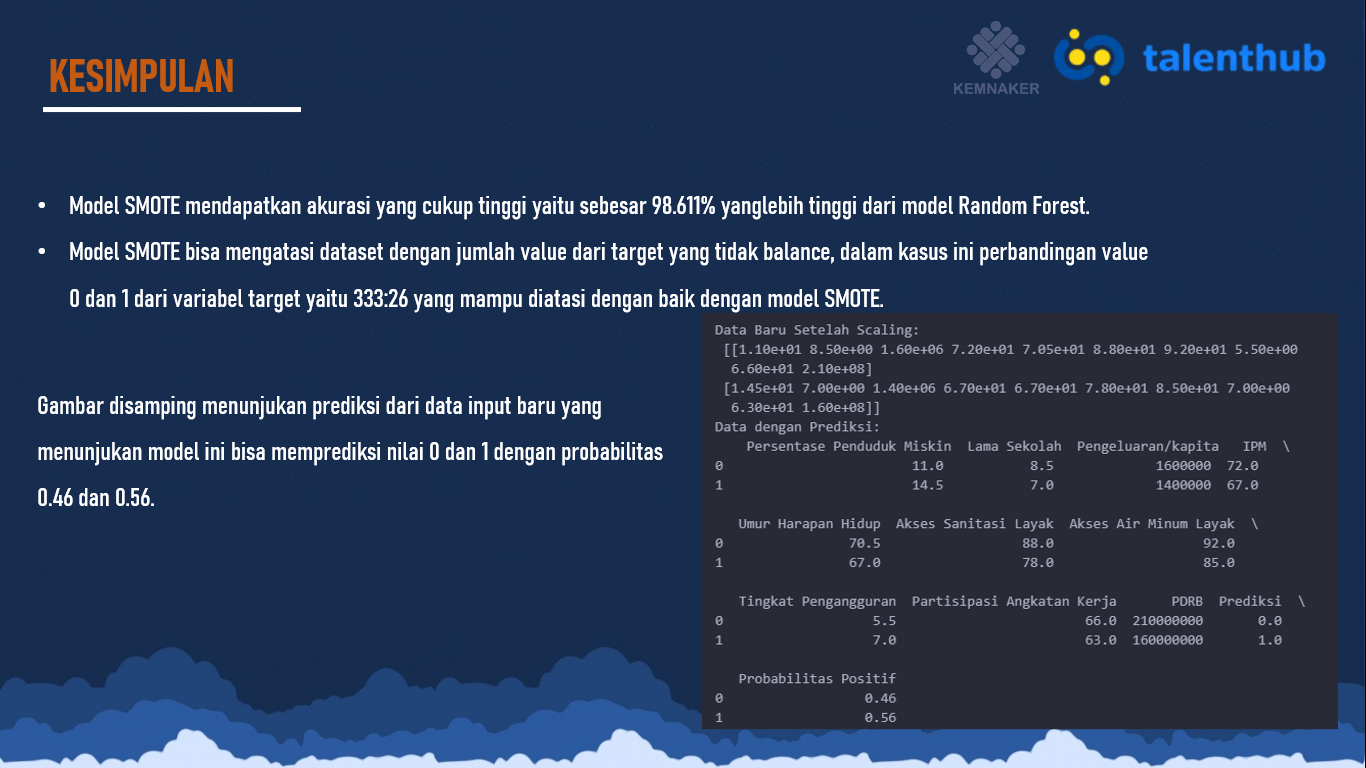 KESIMPULAN
KEMNAKER
talenthub
• Model SMOTE mendapatkan akurasi yang cukup tinggi yaitu sebesar 98.611% yanglebih tinggi dari model Random Forest.
• Model SMOTE bisa mengatasi dataset dengan jumlah value dari target yang tidak balance, dalam kasus ini perbandingan value
0 dan 1 dari variabel target yaitu 333:26 yang mampu diatasi dengan baik dengan model SMOTE.
Gambar disamping menunjukan prediksi dari data input baru yang
menunjukan model ini bisa memprediksi nilai 0 dan 1 dengan probabilitas
0.46 dan 0.56.
Data Baru Setelah Scaling:
[[1.10e+01 8.50e+00 1.60e+06 7.20e+01 7.05e+01 8.80e+01 9.20e+01 5.50e+00
6.60e+01 2.10e+08]
[1.45e+01 7.00e+00 1.40e+06 6.70e+01 6.70e+01 7.80e+01 8.50e+01 7.00e+00
6.30e+01 1.60e+08]]
Data dengan Prediksi:
Persentase Penduduk Miskin Lama Sekolah Pengeluaran/kapita IPM \
0 11.0 8.5 1600000 72.0
1 14.5 7.0 1400000 67.0
Umur Harapan Hidup Akses Sanitasi Layak Akses Air Minum Layak \
0 70.5 88.0 92.0
1 67.0 78.0 85.0
Tingkat Pengangguran Partisipasi Angkatan Kerja PDRB Prediksi \
0 5.5 66.0 210000000 0.0
1 7.0 63.0 160000000 1.0
Probabilitas Positif
0 0.46
1 0.56